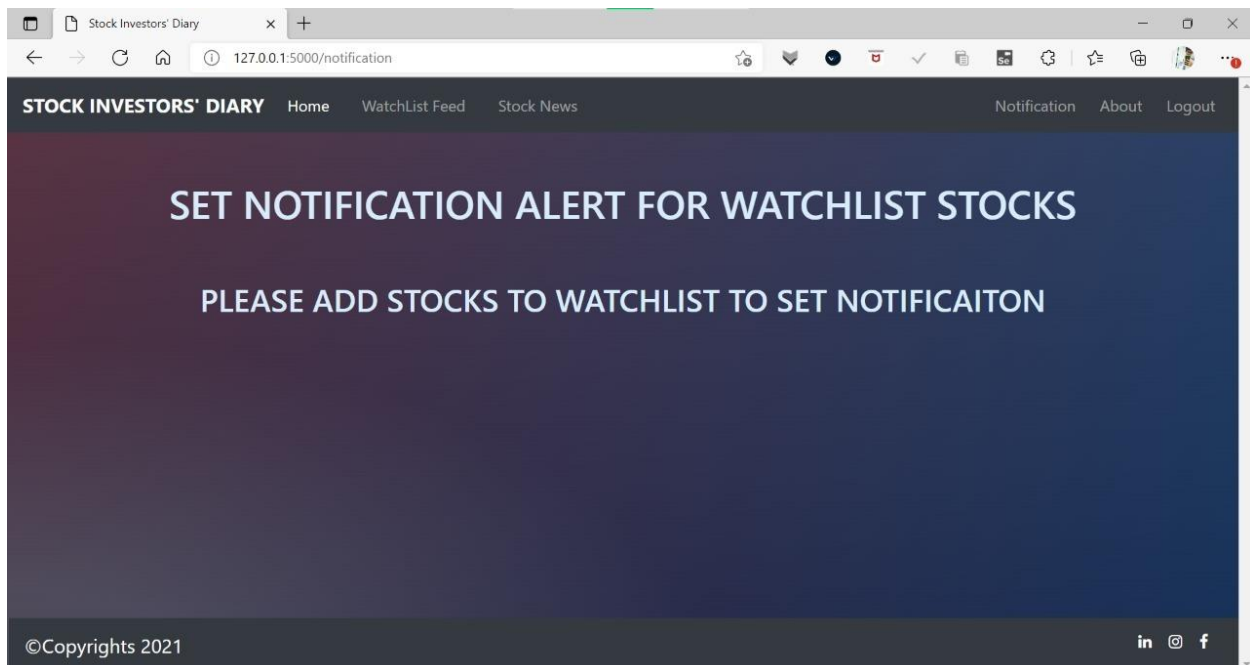 Stock Investors' Diary
127.0.0.1:5000/notification
STOCK INVESTORS' DIARY Home WatchList Feed Stock News Notification About Logout
SET NOTIFICATION ALERT FOR WATCHLIST STOCKS
PLEASE ADD STOCKS TO WATCHLIST TO SET NOTIFICAITON
©Copyrights 2021